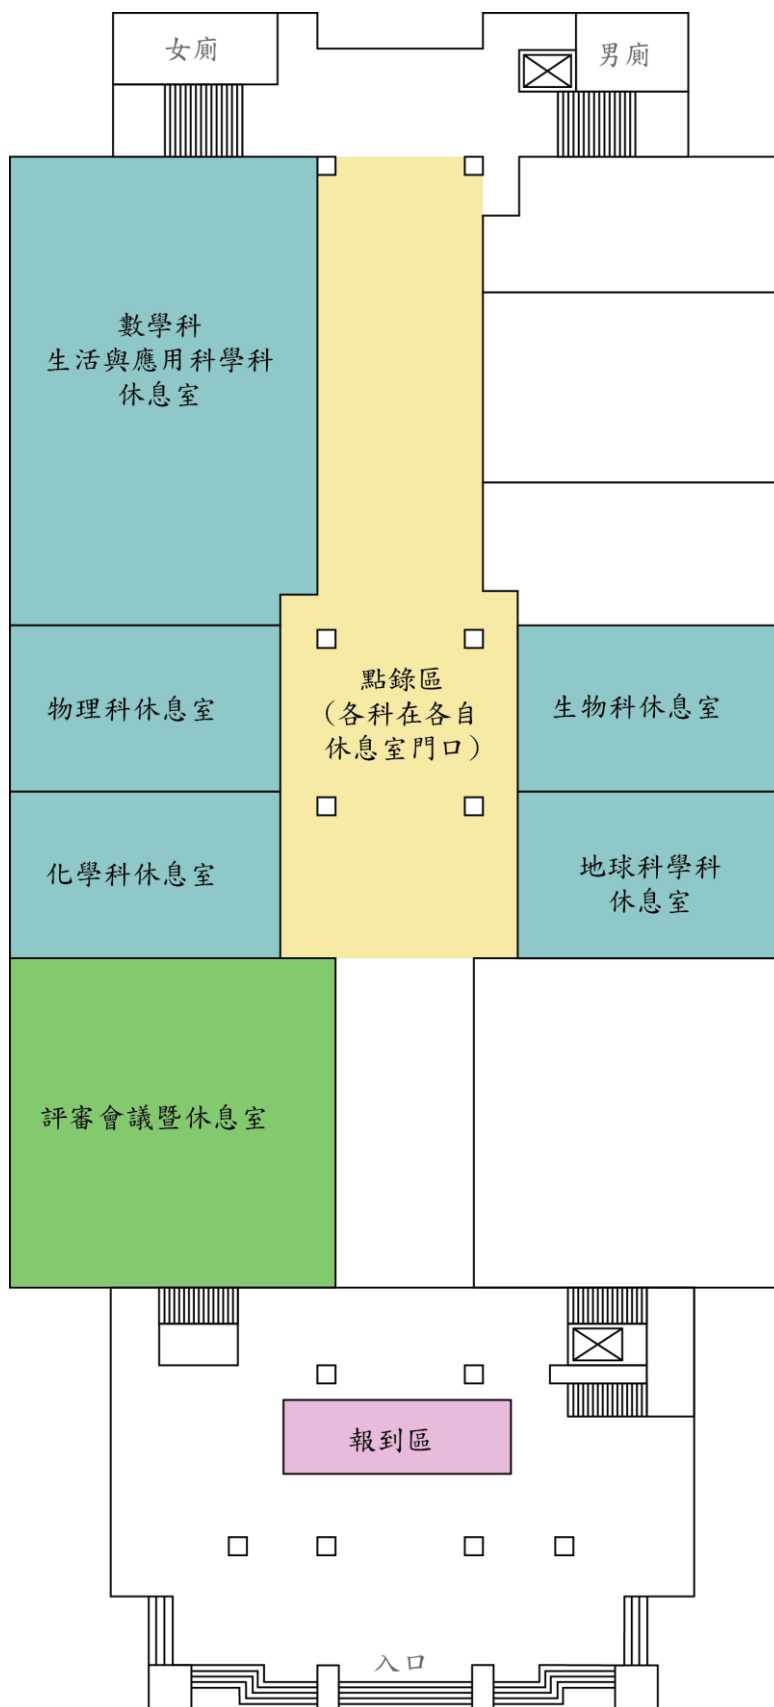 女廁
男廁
數學科
生活與應用科學科
休息室
物理科休息室
點錄區
(各科在各自
休息室門口)
生物科休息室
化學科休息室
地球科學科
休息室
評審會議暨休息室
報到區
入口